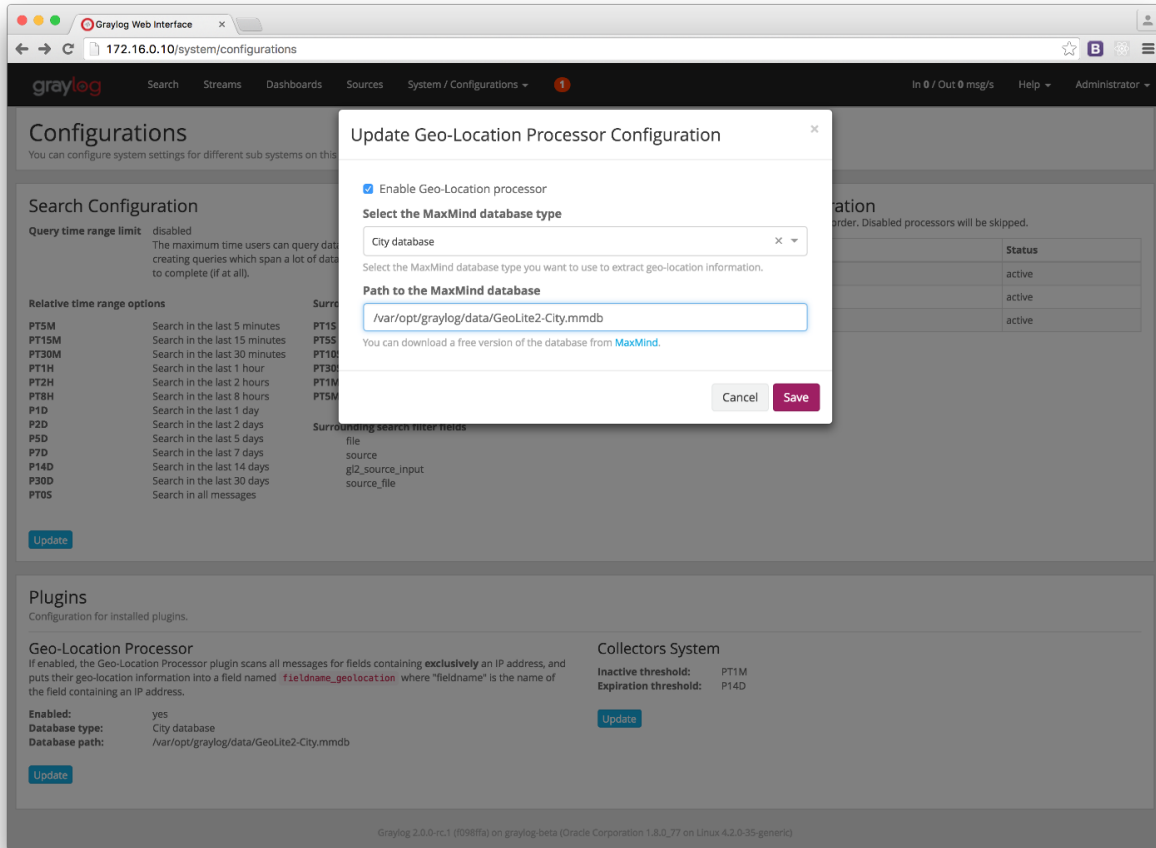 Graylog Web Interface
172.16.0.10/system/configurations
graylog
Search
Streams
Dashboards
Sources
System / Configurations
1
In 0 / Out 0 msg/s
Help
Administrator
Configurations
You can configure system settings for different sub systems on this
Update Geo-Location Processor Configuration
×
Enable Geo-Location processor
Select the MaxMind database type
City database
Select the MaxMind database type you want to use to extract geo-location information.
Path to the MaxMind database
/var/opt/graylog/data/GeoLite2-City.mmdb
You can download a free version of the database from MaxMind.
Cancel
Save
Search Configuration
Query time range limit disabled
The maximum time users can query data
creating queries which span a lot of data
to complete (if at all).
Relative time range options
PT5M Search in the last 5 minutes
PT15M Search in the last 15 minutes
PT30M Search in the last 30 minutes
PT1H Search in the last 1 hour
PT2H Search in the last 2 hours
PT8H Search in the last 8 hours
P1D Search in the last 1 day
P2D Search in the last 2 days
P5D Search in the last 5 days
P7D Search in the last 7 days
P14D Search in the last 14 days
P30D Search in the last 30 days
PT0S Search in all messages
PT1S
PT5S
PT1M
PT5M
Surrounding search filter fields
file
source
gl2_source_input
source_file
Update
order. Disabled processors will be skipped.
Status
active
active
active
Plugins
Configuration for installed plugins.
Geo-Location Processor
If enabled, the Geo-Location Processor plugin scans all messages for fields containing exclusively an IP address, and
puts their geo-location information into a field named fieldname_geolocation where "fieldname" is the name of
the field containing an IP address.
Enabled: yes
Database type: City database
Database path: /var/opt/graylog/data/GeoLite2-City.mmdb
Update
Collectors System
Inactive threshold: PT1M
Expiration threshold: P14D
Update
Graylog 2.0.0-rc.1 (f098ffa) on graylog-beta (Oracle Corporation 1.8.0_77 on Linux 4.2.0-35-generic)